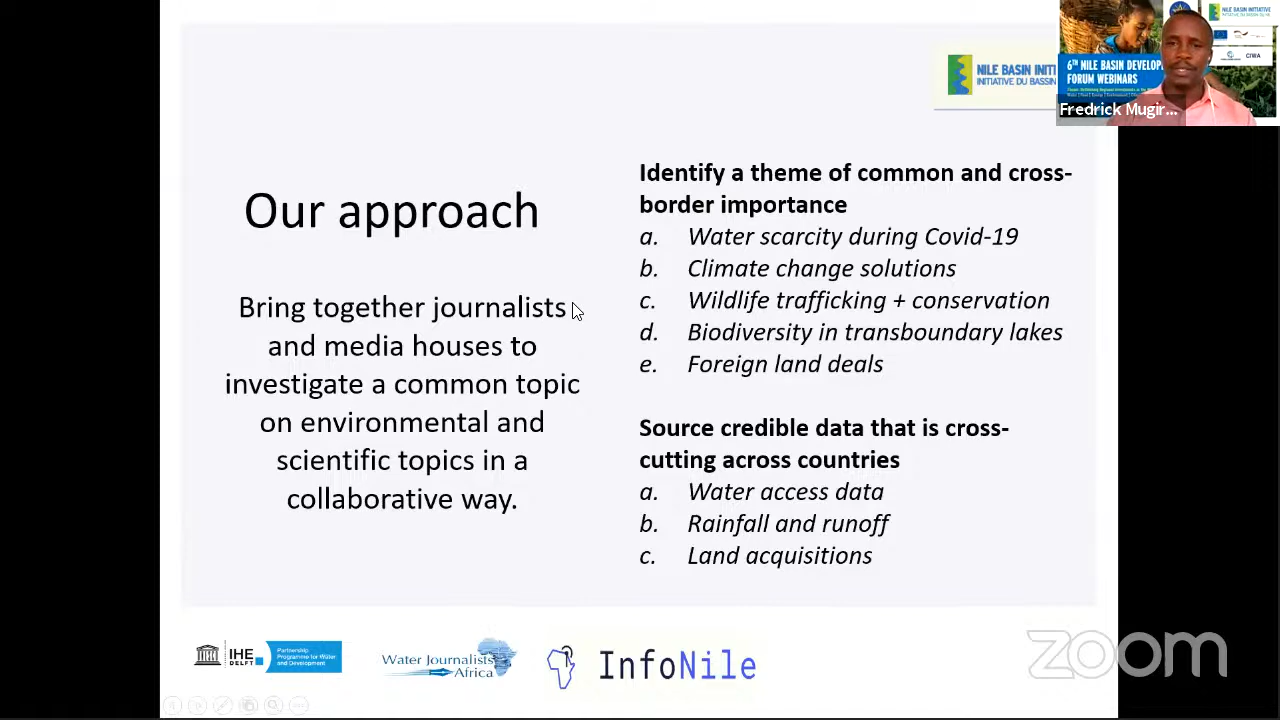 NILE BASIN INITI
INITIATIVE DU BASSIN
NILE BASIN INITIATIVE
6TH NILE BASIN DEVELOP
FORUM WEBINARS
CIWA
Fredrick Mugir...
Our approach
Bring together journalists
and media houses to
investigate a common topic
on environmental and
scientific topics in a
collaborative way.
Identify a theme of common and cross-
border importance
a. Water scarcity during Covid-19
b. Climate change solutions
c. Wildlife trafficking + conservation
d. Biodiversity in transboundary lakes
e. Foreign land deals
Source credible data that is cross-
cutting across countries
a. Water access data
b. Rainfall and runoff
c. Land acquisitions
IHE
DELFT
Partnership
Programme for Water
and Development
Water Journalists
Africa
InfoNile
zoom